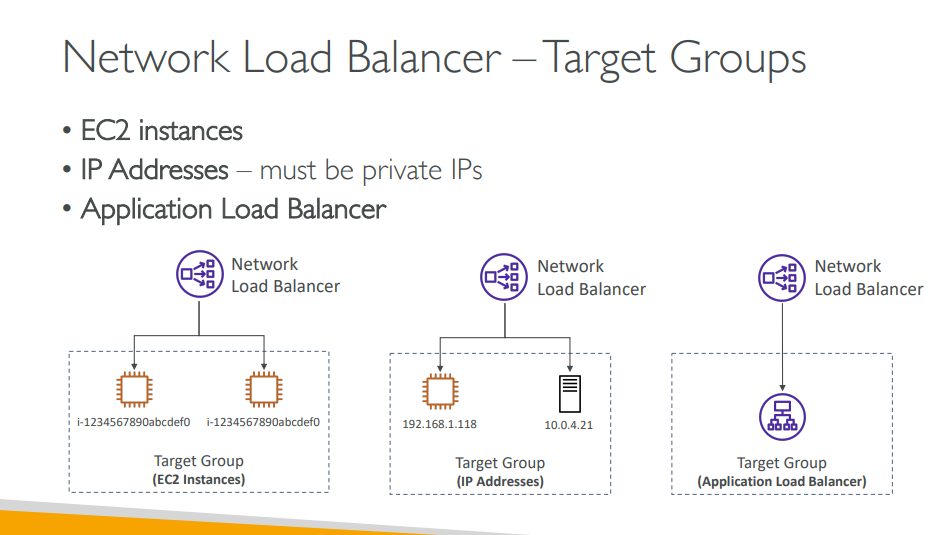 Network Load Balancer – Target Groups
• EC2 instances
• IP Addresses – must be private IPs
• Application Load Balancer
Network
Load Balancer
i-1234567890abcdef0
i-1234567890abcdef0
Target Group
(EC2 Instances)
Network
Load Balancer
192.168.1.118
10.0.4.21
Target Group
(IP Addresses)
Network
Load Balancer
Target Group
(Application Load Balancer)